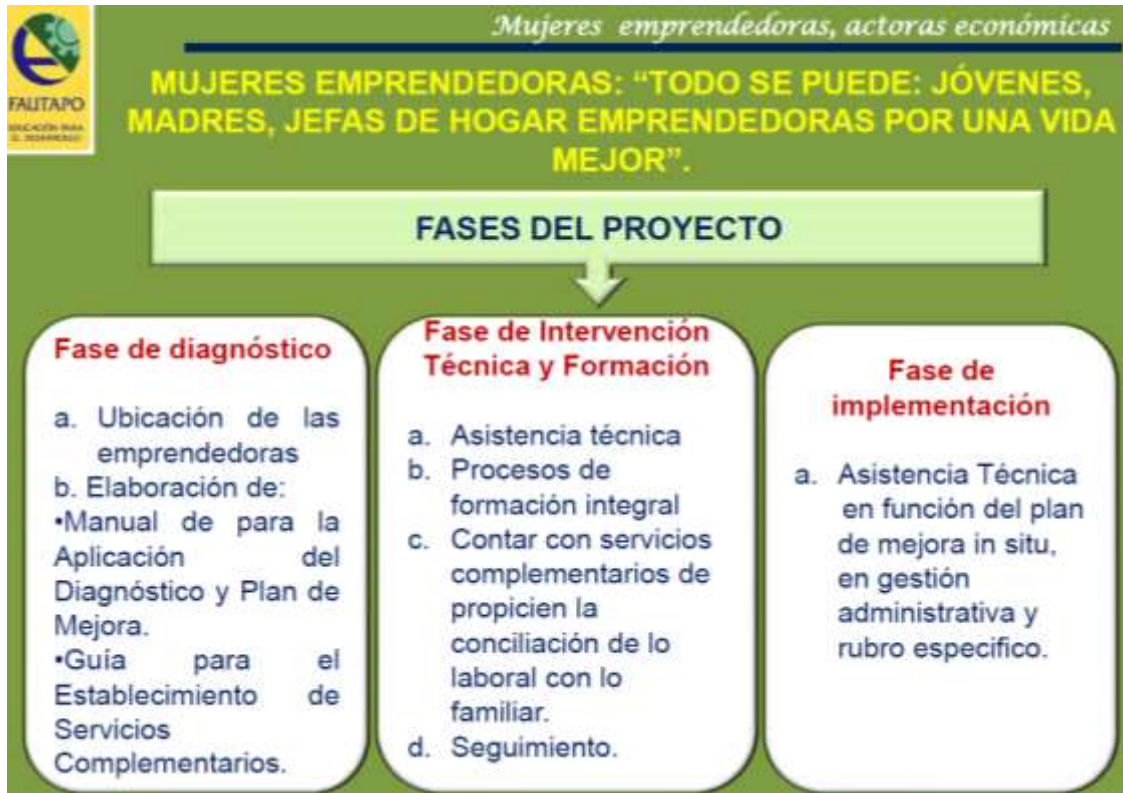 Mujeres emprendedoras, actoras económicas
FAUTAPO
EDUCACIÓN PARA
EL DESARROLLO
MUJERES EMPRENDEDORAS: “TODO SE PUEDE: JÓVENES,
MADRES, JEFAS DE HOGAR EMPRENDEDORAS POR UNA VIDA
MEJOR”.
FASES DEL PROYECTO
Fase de diagnóstico
a. Ubicación de las
emprendedoras
b. Elaboración de:
•Manual de para la
Aplicación del
Diagnóstico y Plan de
Mejora.
•Guía para el
Establecimiento de
Servicios
Complementarios.
Fase de Intervención
Técnica y Formación
a. Asistencia técnica
b. Procesos de
formación integral
c. Contar con servicios
complementarios de
propicien la
conciliación de lo
laboral con lo
familiar.
d. Seguimiento.
Fase de
implementación
a. Asistencia Técnica
en función del plan
de mejora in situ,
en gestión
administrativa y
rubro especifico.